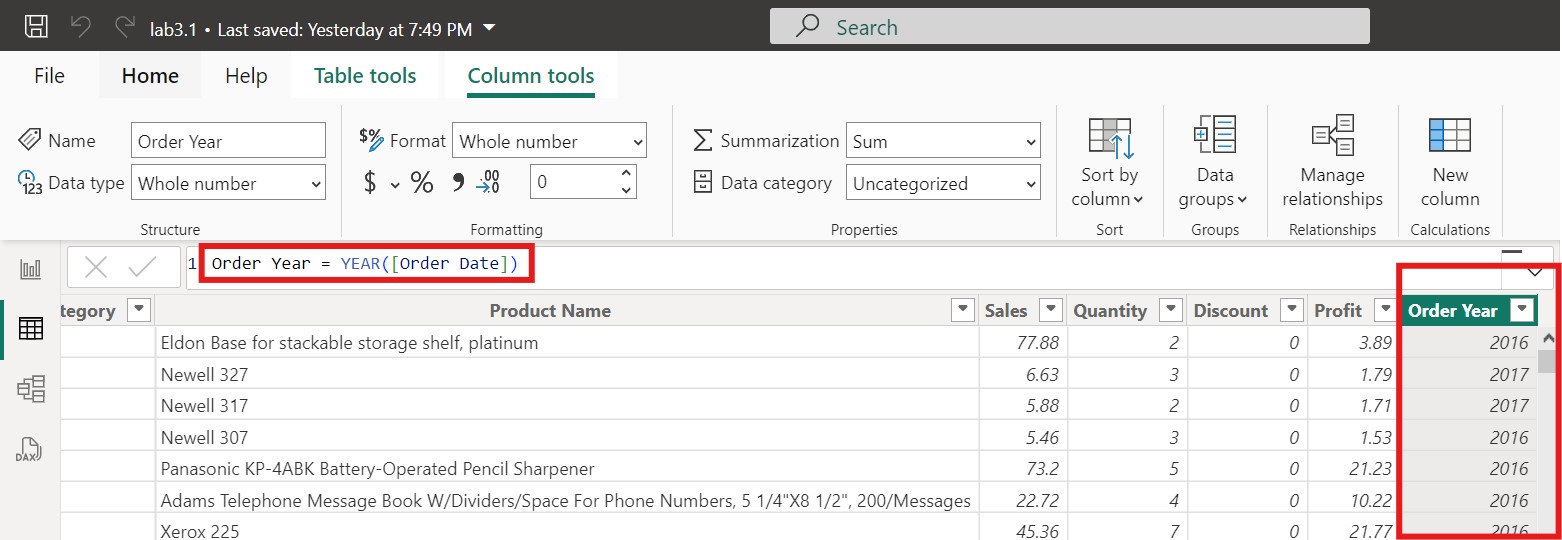 lab3.1 • Last saved: Yesterday at 7:49 PM
Search
File Home Help Table tools Column tools
Name Order Year
Data type Whole number
Structure
$% Format Whole number
$ % 9 .00 0
Formatting
Summarization Sum
Data category Uncategorized
Properties
Sort by
column
Sort
Data
groups
Groups
Manage
relationships
Relationships
New
column
Calculations
1 Order Year = YEAR([Order Date])
tegory Product Name Sales Quantity Discount Profit Order Year
Eldon Base for stackable storage shelf, platinum 77.88 2 0 3.89 2016
Newell 327 6.63 3 0 1.79 2017
Newell 317 5.88 2 0 1.71 2017
Newell 307 5.46 3 0 1.53 2016
Panasonic KP-4ABK Battery-Operated Pencil Sharpener 73.2 5 0 21.23 2016
Adams Telephone Message Book W/Dividers/Space For Phone Numbers, 5 1/4"X8 1/2", 200/Messages 22.72 4 0 10.22 2016
Xerox 225 45.36 7 0 21.77 2016
DAX